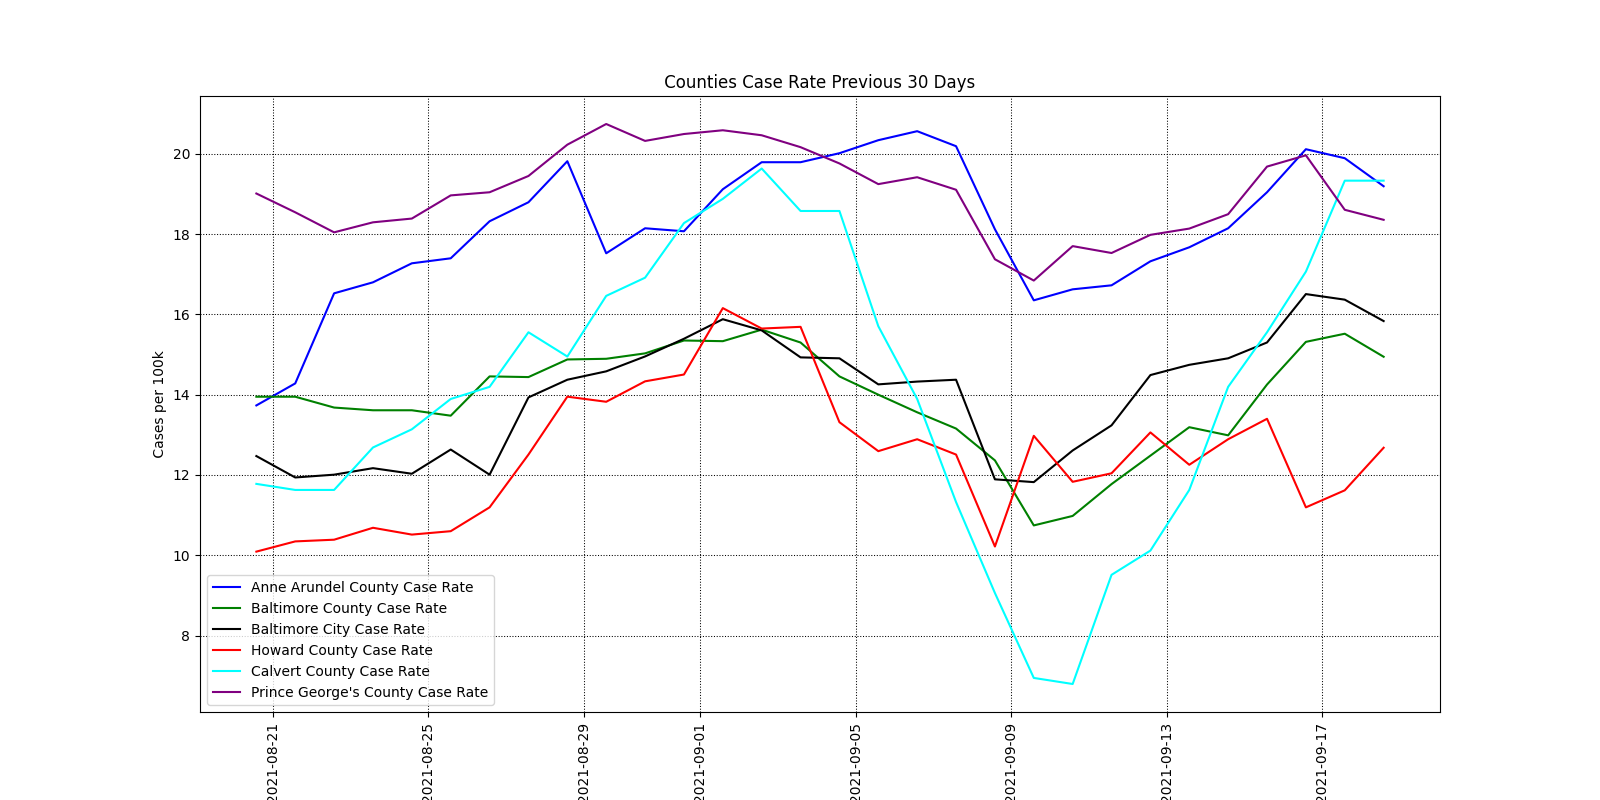 Counties Case Rate Previous 30 Days
Cases per 100k
20
18
16
14
12
10
8
Anne Arundel County Case Rate
Baltimore County Case Rate
Baltimore City Case Rate
Howard County Case Rate
Calvert County Case Rate
Prince George's County Case Rate
2021-08-21
2021-08-25
2021-08-29
2021-09-01
2021-09-05
2021-09-09
2021-09-13
2021-09-17